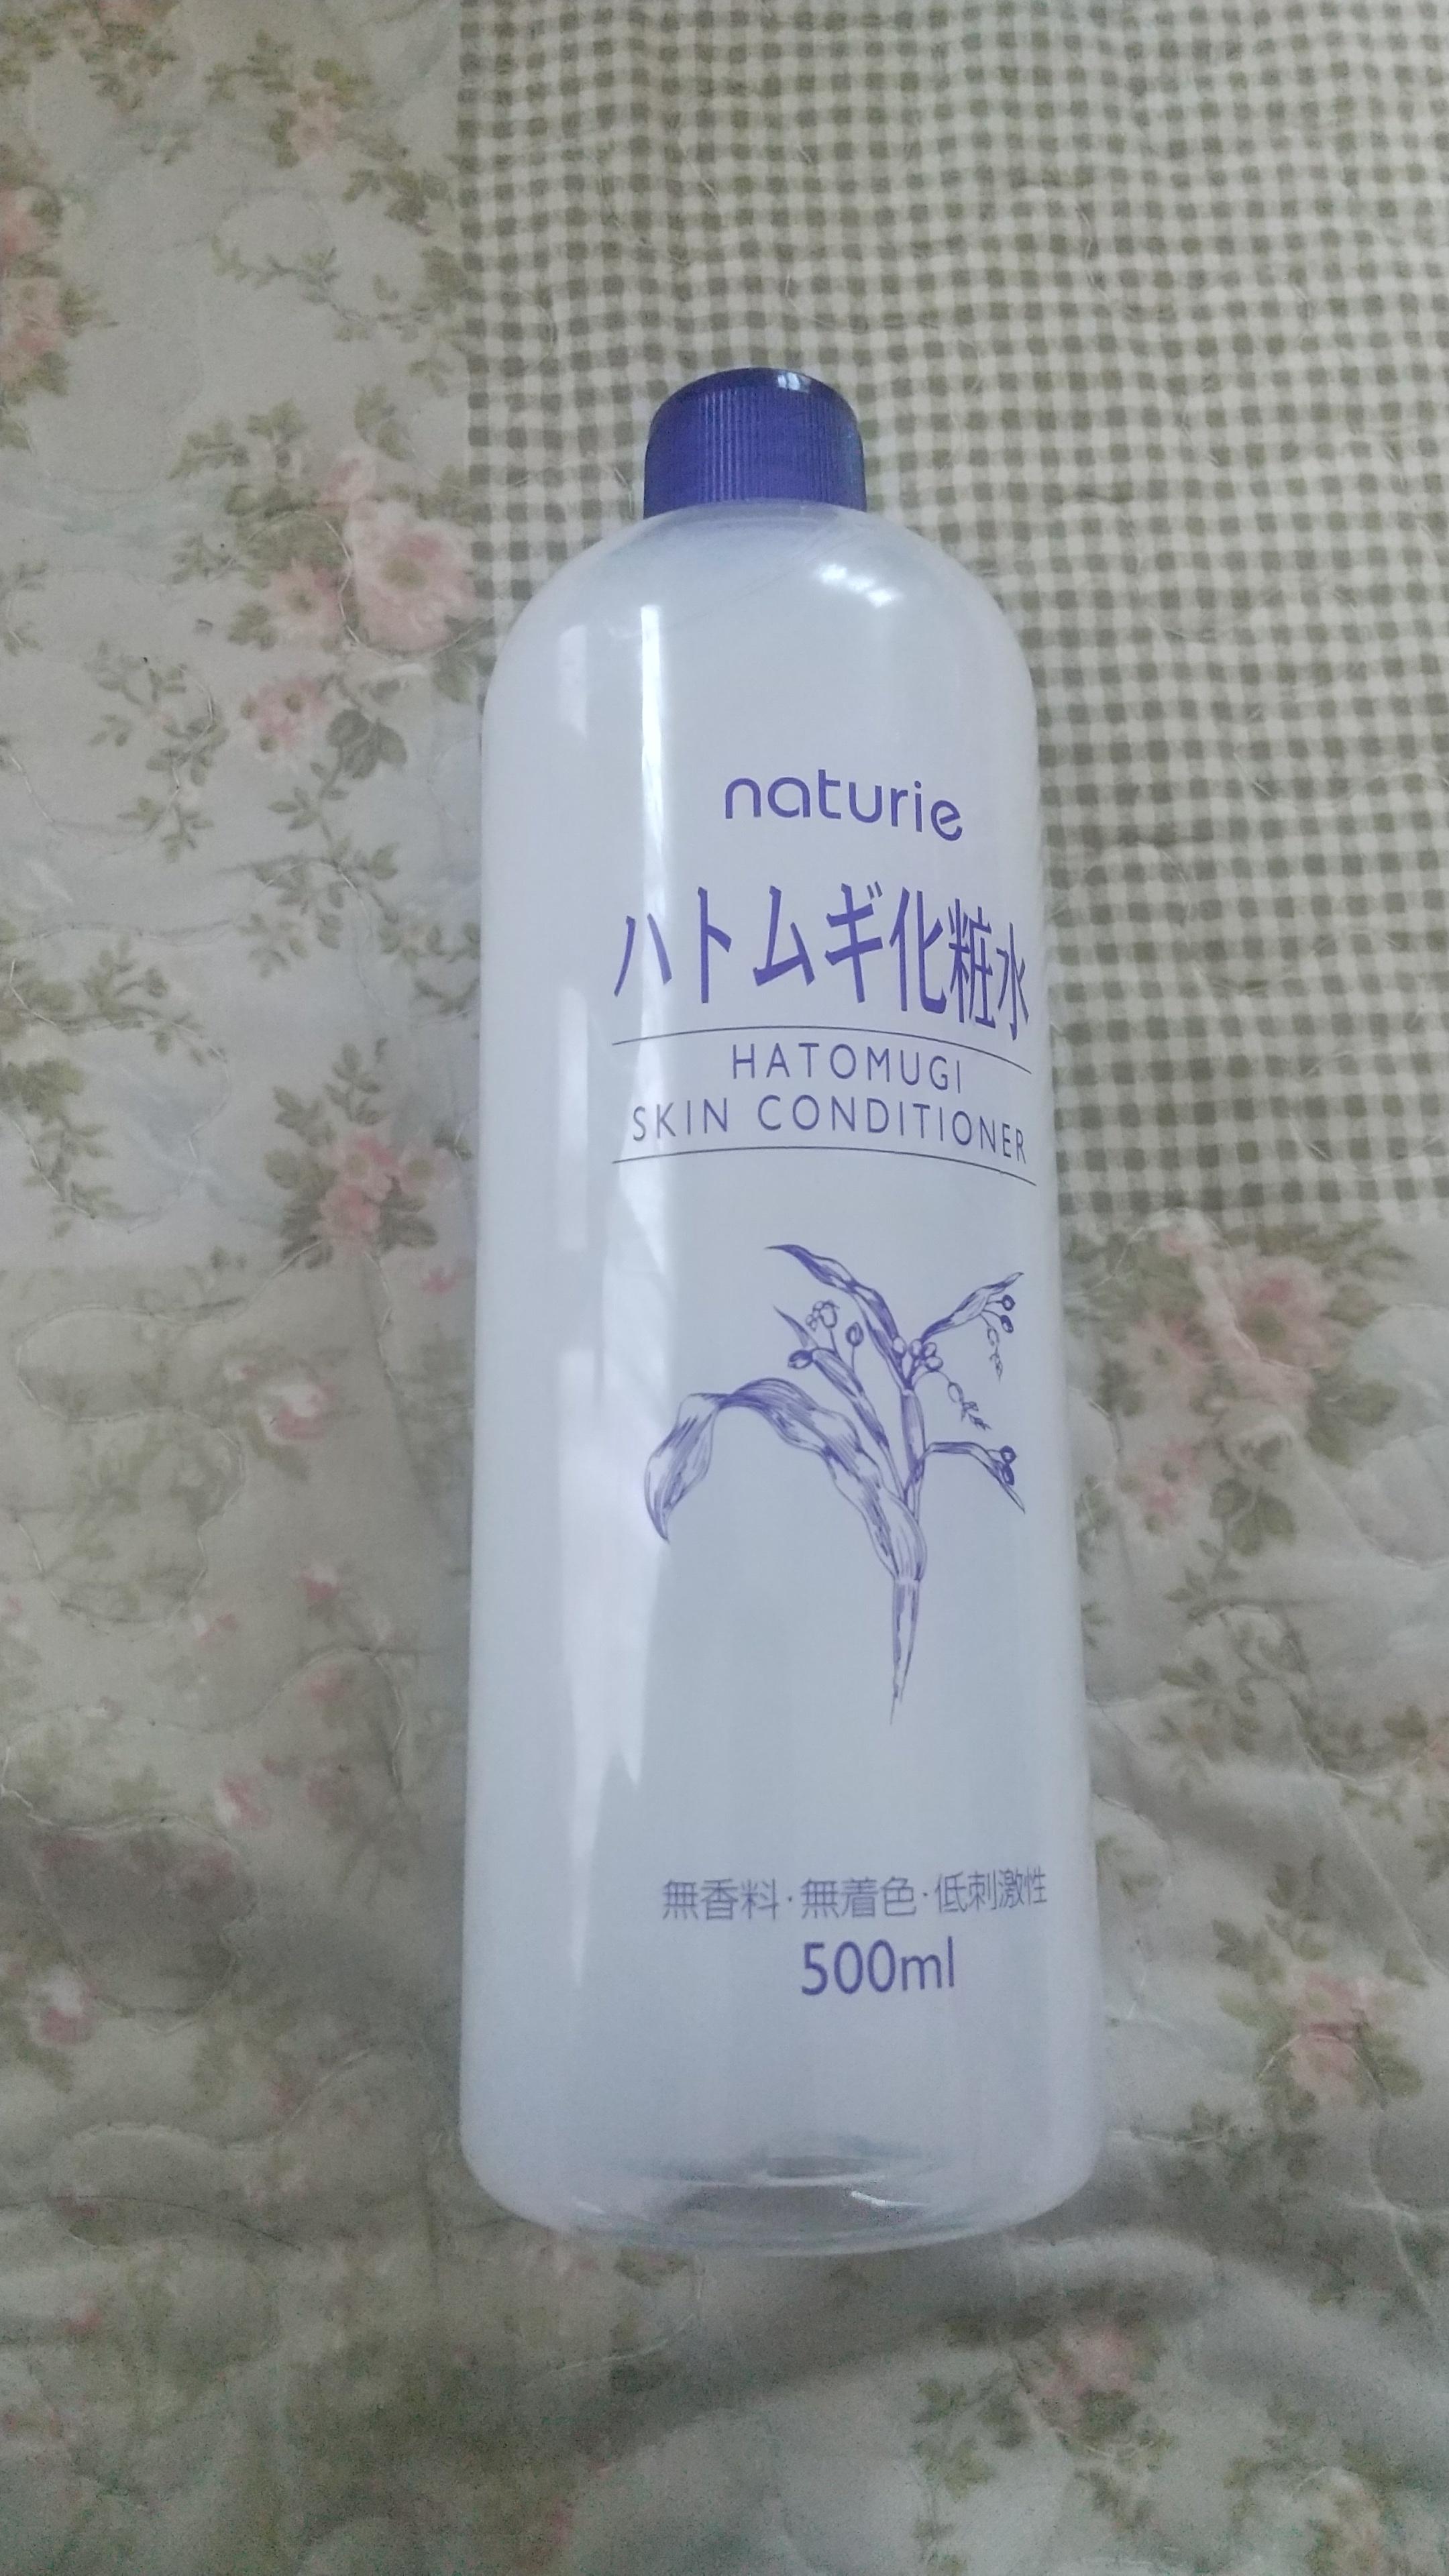 naturie
ハトムギ化粧水
HATOMUGI
SKIN CONDITIONER
無香料・無着色・低刺激性
500ml